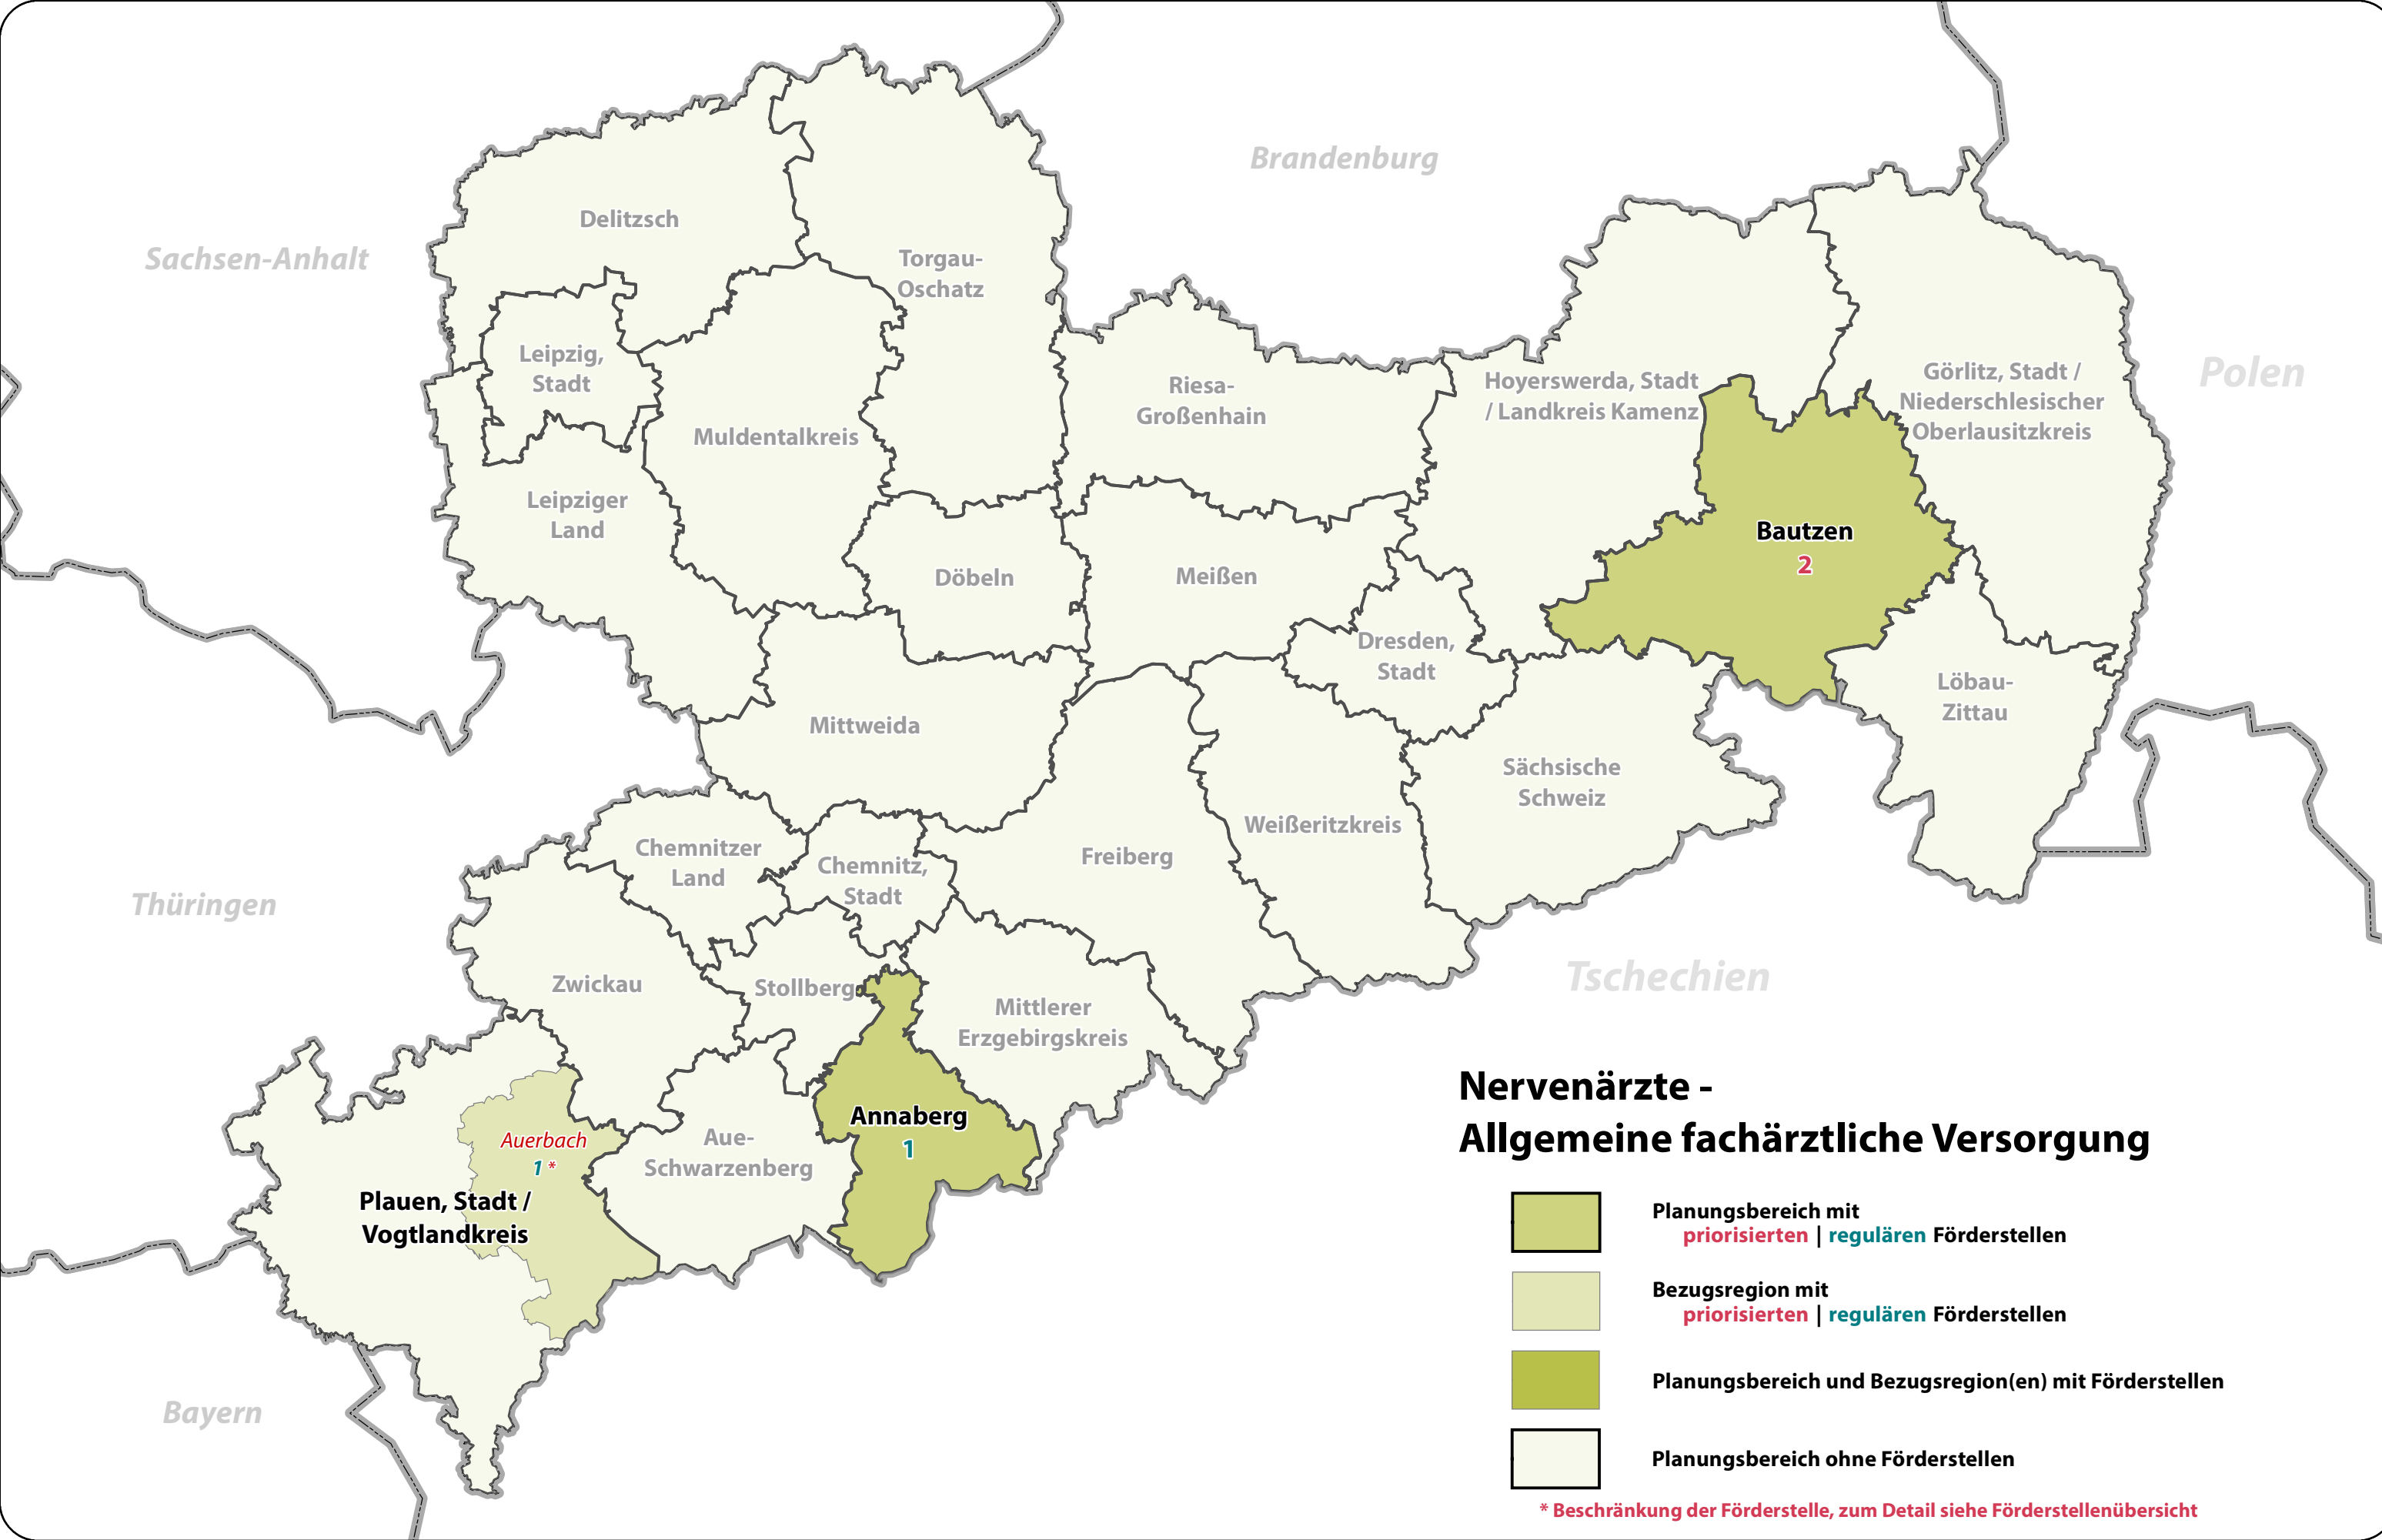 Brandenburg
Sachsen-Anhalt
Delitzsch
Torgau-
Oschatz
Leipzig,
Stadt
Riesa-
Großenhain
Hoyerswerda, Stadt
/ Landkreis Kamenz
Görlitz, Stadt /
Niederschlesischer
Oberlausitzkreis
Polen
Muldentalkreis
Leipziger
Land
Bautzen
2
Döbeln
Meißen
Dresden,
Stadt
Löbau-
Zittau
Mittweida
Sächsische
Schweiz
Weißeritzkreis
Chemnitzer
Land
Chemnitz,
Stadt
Freiberg
Thüringen
Tschechien
Zwickau
Stollberg
Mittlerer
Erzgebirgskreis
Annaberg
1
Auerbach
1 *
Aue-
Schwarzenberg
Plauen, Stadt /
Vogtlandkreis
Bayern
Nervenärzte -
Allgemeine fachärztliche Versorgung
Planungsbereich mit
priorisierten | regulären Förderstellen
Bezugsregion mit
priorisierten | regulären Förderstellen
Planungsbereich und Bezugsregion(en) mit Förderstellen
Planungsbereich ohne Förderstellen
* Beschränkung der Förderstelle, zum Detail siehe Förderstellenübersicht